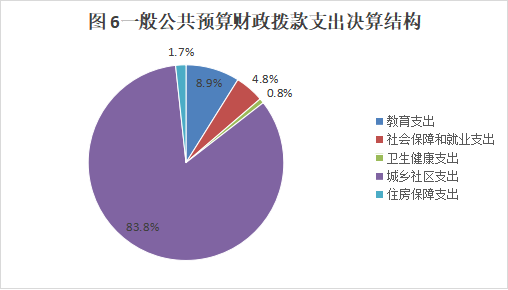 图 6一般公共预算财政拨款支出决算结构
1.7%
8.9%
4.8%
0.8%
83.8%
教育支出
社会保障和就业支出
卫生健康支出
城乡社区支出
住房保障支出